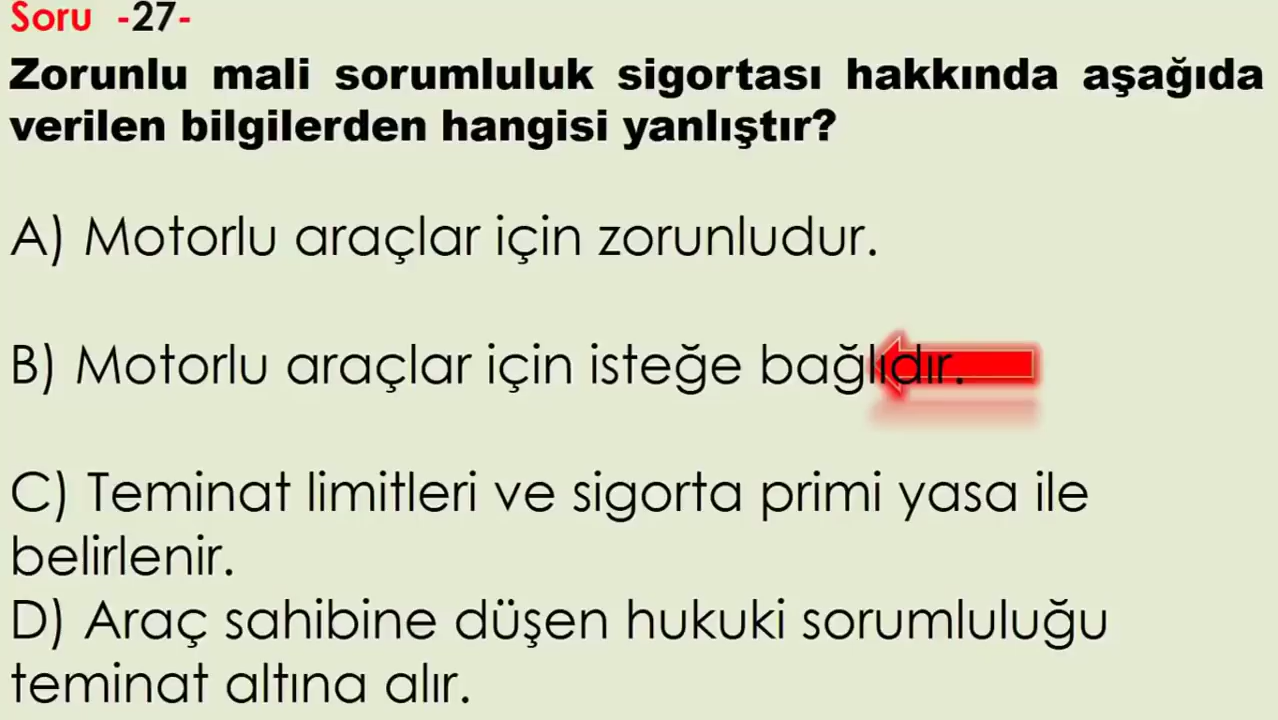 Soru -27-
Zorunlu mali sorumluluk sigortası hakkında aşağıda
verilen bilgilerden hangisi yanlıştır?
A) Motorlu araçlar için zorunludur.
B) Motorlu araçlar için isteğe bağlıdır.
C) Teminat limitleri ve sigorta primi yasa ile
belirlenir.
D) Araç sahibine düşen hukuki sorumluluğu
teminat altına alır.